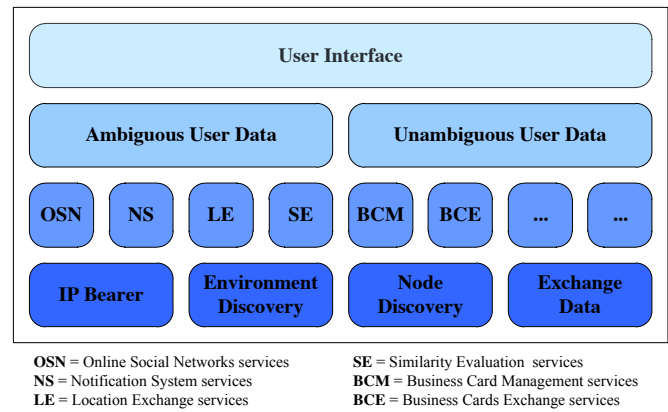 User Interface
Ambiguous User Data
Unambiguous User Data
OSN
NS
LE
SE
BCM
BCE
...
...
IP Bearer
Environment
Discovery
Node
Discovery
Exchange
Data
OSN = Online Social Networks services
NS = Notification System services
LE = Location Exchange services
SE = Similarity Evaluation services
BCM = Business Card Management services
BCE = Business Cards Exchange services